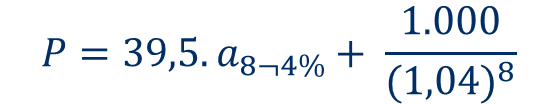 P = 39,5. a₈¬₄% + 1.000 / (1,04)⁸